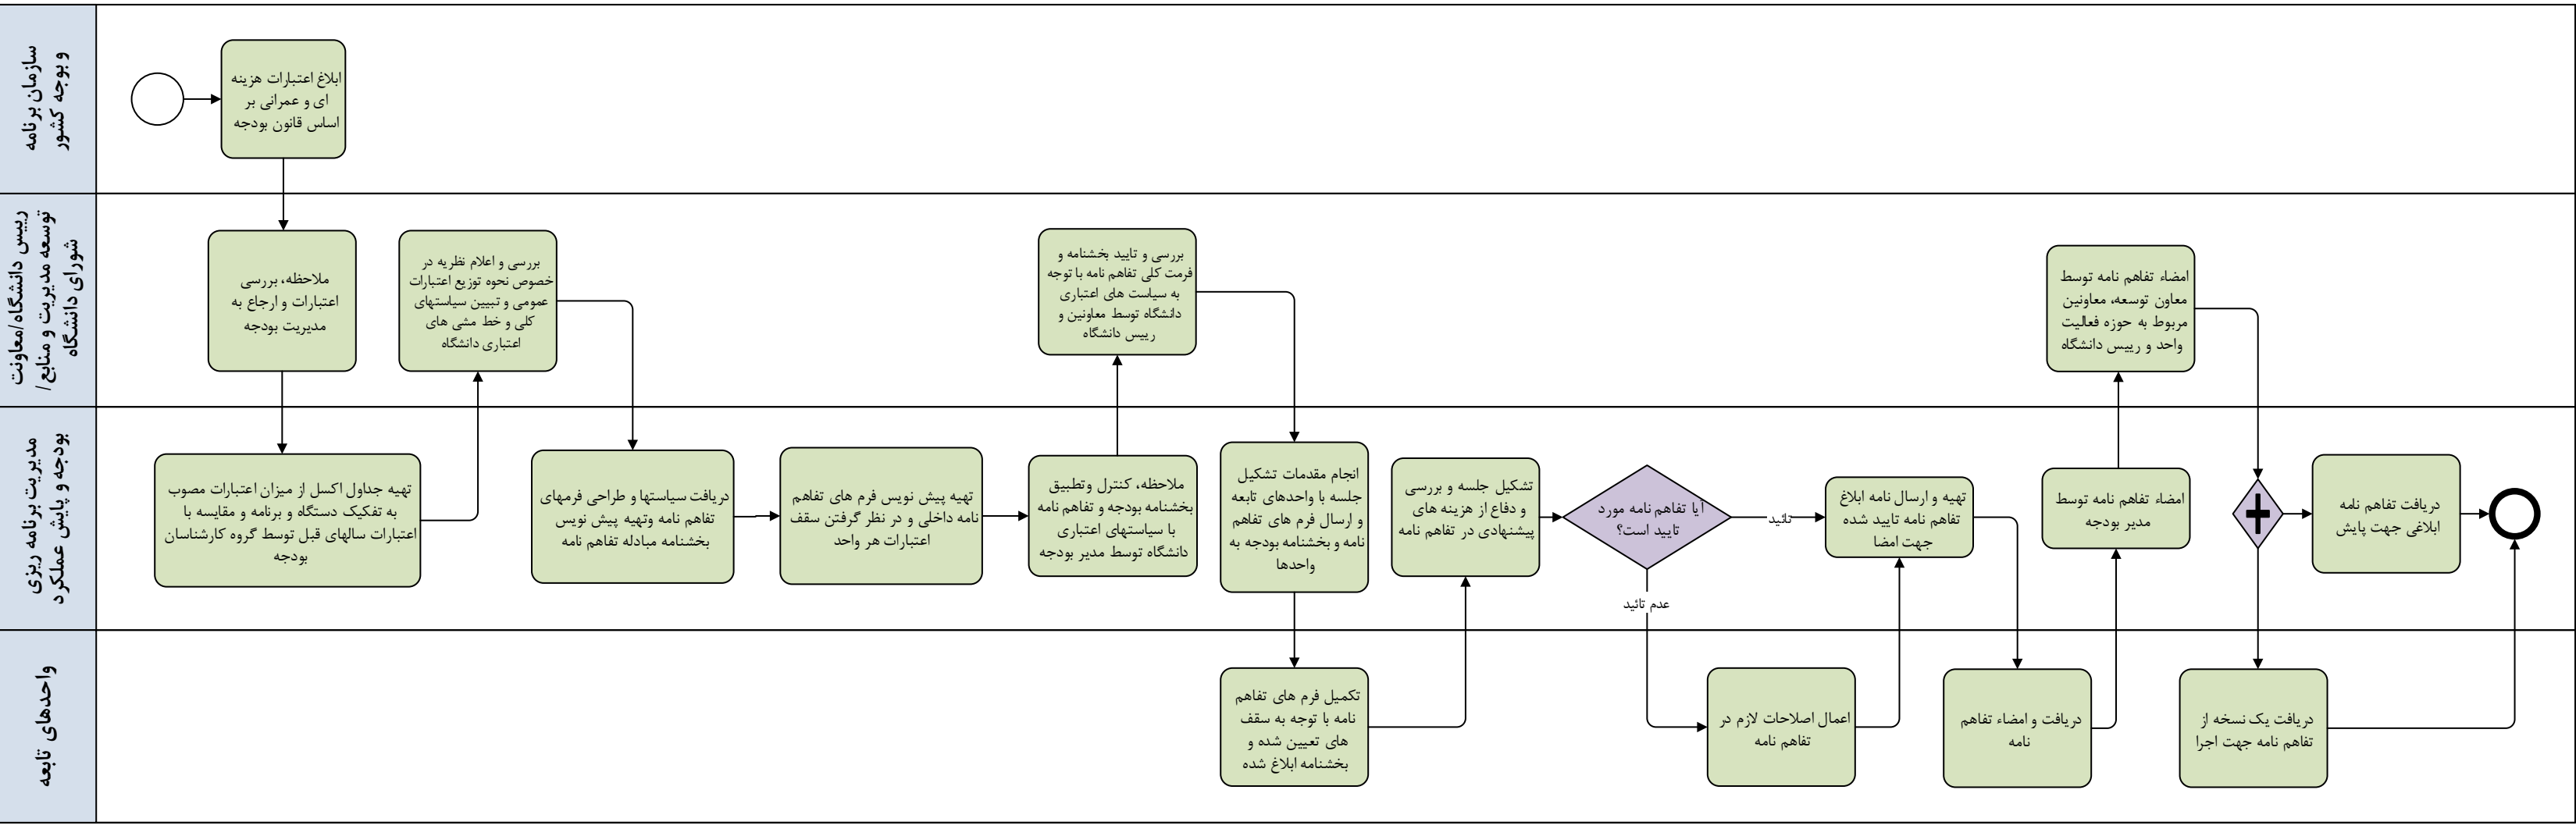 سازمان برنامه
و بودجه کشور
ابلاغ اعتبارات هزینه
ای و عمرانی بر
اساس قانون بودجه
رییس دانشگاه/معاونت
توسعه مدیریت و منابع /
شورای دانشگاه
ملاحظه، بررسی
اعتبارات و ارجاع به
مدیریت بودجه
بررسی و اعلام نظریه در
خصوص نحوه توزیع اعتبارات
عمومی و تبیین سیاستهای
کلی و خط مشی های
اعتباری دانشگاه
بررسی و تایید بخشنامه و
فرمت کلی تفاهم نامه با توجه
به سیاست های اعتباری
دانشگاه توسط معاونین و
رییس دانشگاه
امضاء تفاهم نامه توسط
معاون توسعه، معاونین
مربوط به حوزه فعالیت
واحد و رییس دانشگاه
مدیریت برنامه ریزی
بودجه و پایش عملکرد
تهیه جداول اکسل از میزان اعتبارات مصوب
به تفکیک دستگاه و برنامه و مقایسه با
اعتبارات سالهای قبل توسط گروه کارشناسان
بودجه
دریافت سیاستها و طراحی فرمهای
تفاهم نامه وتهیه پیش نویس
بخشنامه مبادله تفاهم نامه
تهیه پیش نویس فرم های تفاهم
نامه داخلی و در نظر گرفتن سقف
اعتبارات هر واحد
ملاحظه، کنترل وتطبیق
بخشنامه بودجه و تفاهم نامه
با سیاستهای اعتباری
دانشگاه توسط مدیر بودجه
انجام مقدمات تشکیل
جلسه با واحدهای تابعه
و ارسال فرم های تفاهم
نامه و بخشنامه بودجه به
واحدها
تشکیل جلسه و بررسی
و دفاع از هزینه های
پیشنهادی در تفاهم نامه
آیا تفاهم نامه مورد
تایید است؟
تائید
عدم تائید
تهیه و ارسال نامه ابلاغ
تفاهم نامه تایید شده
جهت امضا
امضاء تفاهم نامه توسط
مدیر بودجه
دریافت تفاهم نامه
ابلاغی جهت پایش
واحدهای تابعه
تکمیل فرم های تفاهم
نامه با توجه به سقف
های تعیین شده و
بخشنامه ابلاغ شده
اعمال اصلاحات لازم در
تفاهم نامه
دریافت و امضاء تفاهم
نامه
دریافت یک نسخه از
تفاهم نامه جهت اجرا